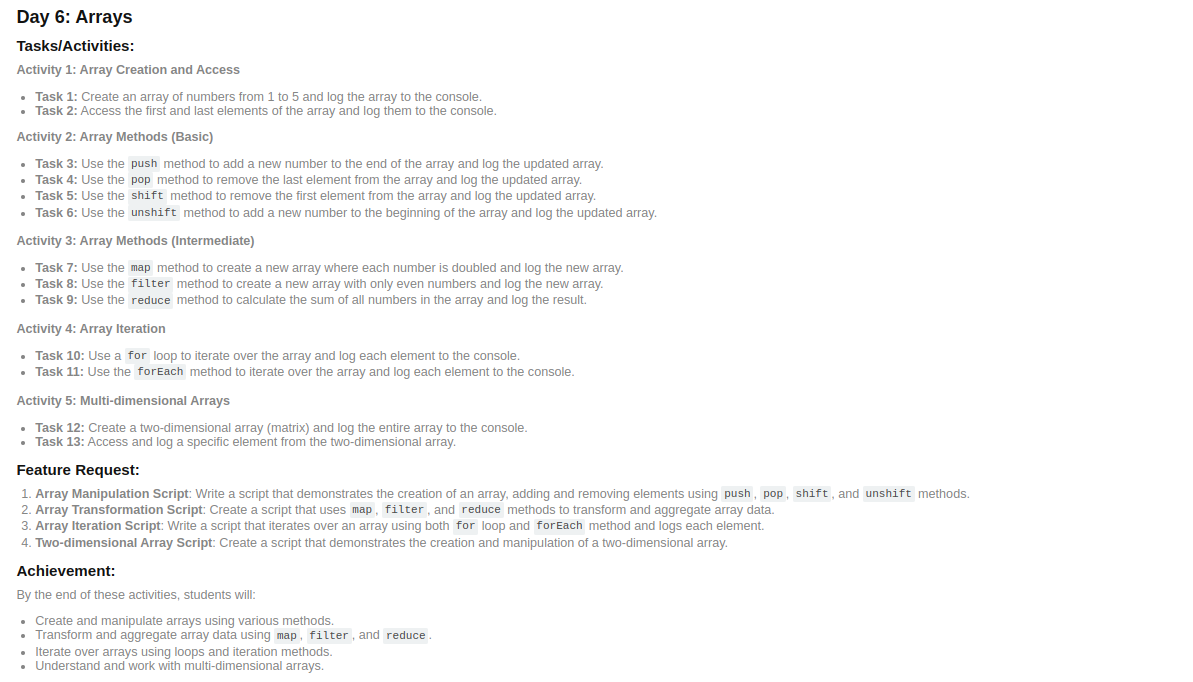 Day 6: Arrays
Tasks/Activities:
Activity 1: Array Creation and Access
• Task 1: Create an array of numbers from 1 to 5 and log the array to the console.
• Task 2: Access the first and last elements of the array and log them to the console.
Activity 2: Array Methods (Basic)
• Task 3: Use the push method to add a new number to the end of the array and log the updated array.
• Task 4: Use the pop method to remove the last element from the array and log the updated array.
• Task 5: Use the shift method to remove the first element from the array and log the updated array.
• Task 6: Use the unshift method to add a new number to the beginning of the array and log the updated array.
Activity 3: Array Methods (Intermediate)
• Task 7: Use the map method to create a new array where each number is doubled and log the new array.
• Task 8: Use the filter method to create a new array with only even numbers and log the new array.
• Task 9: Use the reduce method to calculate the sum of all numbers in the array and log the result.
Activity 4: Array Iteration
• Task 10: Use a for loop to iterate over the array and log each element to the console.
• Task 11: Use the forEach method to iterate over the array and log each element to the console.
Activity 5: Multi-dimensional Arrays
• Task 12: Create a two-dimensional array (matrix) and log the entire array to the console.
• Task 13: Access and log a specific element from the two-dimensional array.
Feature Request:
1. Array Manipulation Script: Write a script that demonstrates the creation of an array, adding and removing elements using push, pop, shift, and unshift methods.
2. Array Transformation Script: Create a script that uses map, filter, and reduce methods to transform and aggregate array data.
3. Array Iteration Script: Write a script that iterates over an array using both for loop and forEach method and logs each element.
4. Two-dimensional Array Script: Create a script that demonstrates the creation and manipulation of a two-dimensional array.
Achievement:
By the end of these activities, students will:
• Create and manipulate arrays using various methods.
• Transform and aggregate array data using map, filter, and reduce.
• Iterate over arrays using loops and iteration methods.
• Understand and work with multi-dimensional arrays.